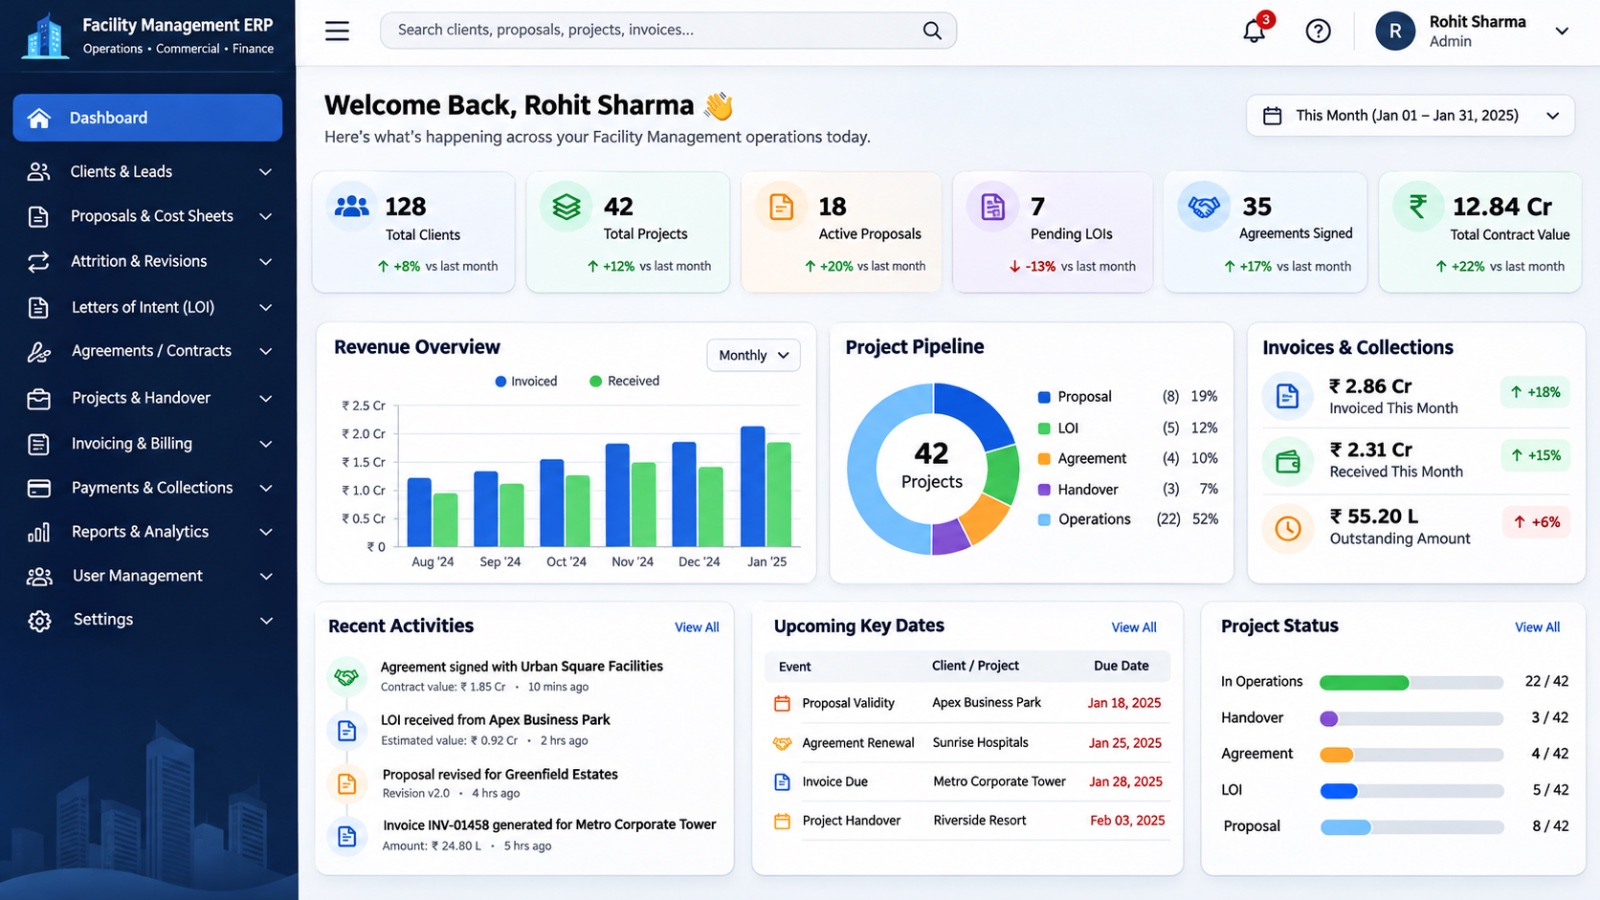 Facility Management ERP
Operations • Commercial • Finance
Dashboard
Clients & Leads
Proposals & Cost Sheets
Attrition & Revisions
Letters of Intent (LOI)
Agreements / Contracts
Projects & Handover
Invoicing & Billing
Payments & Collections
Reports & Analytics
User Management
Settings
Search clients, proposals, projects, invoices...
3
R
Rohit Sharma
Admin
Welcome Back, Rohit Sharma 👋
Here's what's happening across your Facility Management operations today.
This Month (Jan 01 – Jan 31, 2025)
128
Total Clients
↑ +8% vs last month
42
Total Projects
↑ +12% vs last month
18
Active Proposals
↑ +20% vs last month
7
Pending LOIs
↓ -13% vs last month
35
Agreements Signed
↑ +17% vs last month
₹
12.84 Cr
Total Contract Value
↑ +22% vs last month
Revenue Overview
Monthly
Invoiced Received
₹ 2.5 Cr
₹ 2.0 Cr
₹ 1.5 Cr
₹ 1.0 Cr
₹ 0.5 Cr
₹ 0
Aug '24 Sep '24 Oct '24 Nov '24 Dec '24 Jan '25
Project Pipeline
42
Projects
Proposal (8) 19%
LOI (5) 12%
Agreement (4) 10%
Handover (3) 7%
Operations (22) 52%
Invoices & Collections
₹ 2.86 Cr
Invoiced This Month
↑ +18%
₹ 2.31 Cr
Received This Month
↑ +15%
₹ 55.20 L
Outstanding Amount
↑ +6%
Recent Activities
View All
Agreement signed with Urban Square Facilities
Contract value: ₹ 1.85 Cr • 10 mins ago
LOI received from Apex Business Park
Estimated value: ₹ 0.92 Cr • 2 hrs ago
Proposal revised for Greenfield Estates
Revision v2.0 • 4 hrs ago
Invoice INV-01458 generated for Metro Corporate Tower
Amount: ₹ 24.80 L • 5 hrs ago
Upcoming Key Dates
View All
Event Client / Project Due Date
Proposal Validity Apex Business Park Jan 18, 2025
Agreement Renewal Sunrise Hospitals Jan 25, 2025
Invoice Due Metro Corporate Tower Jan 28, 2025
Project Handover Riverside Resort Feb 03, 2025
Project Status
View All
In Operations 22 / 42
Handover 3 / 42
Agreement 4 / 42
LOI 5 / 42
Proposal 8 / 42